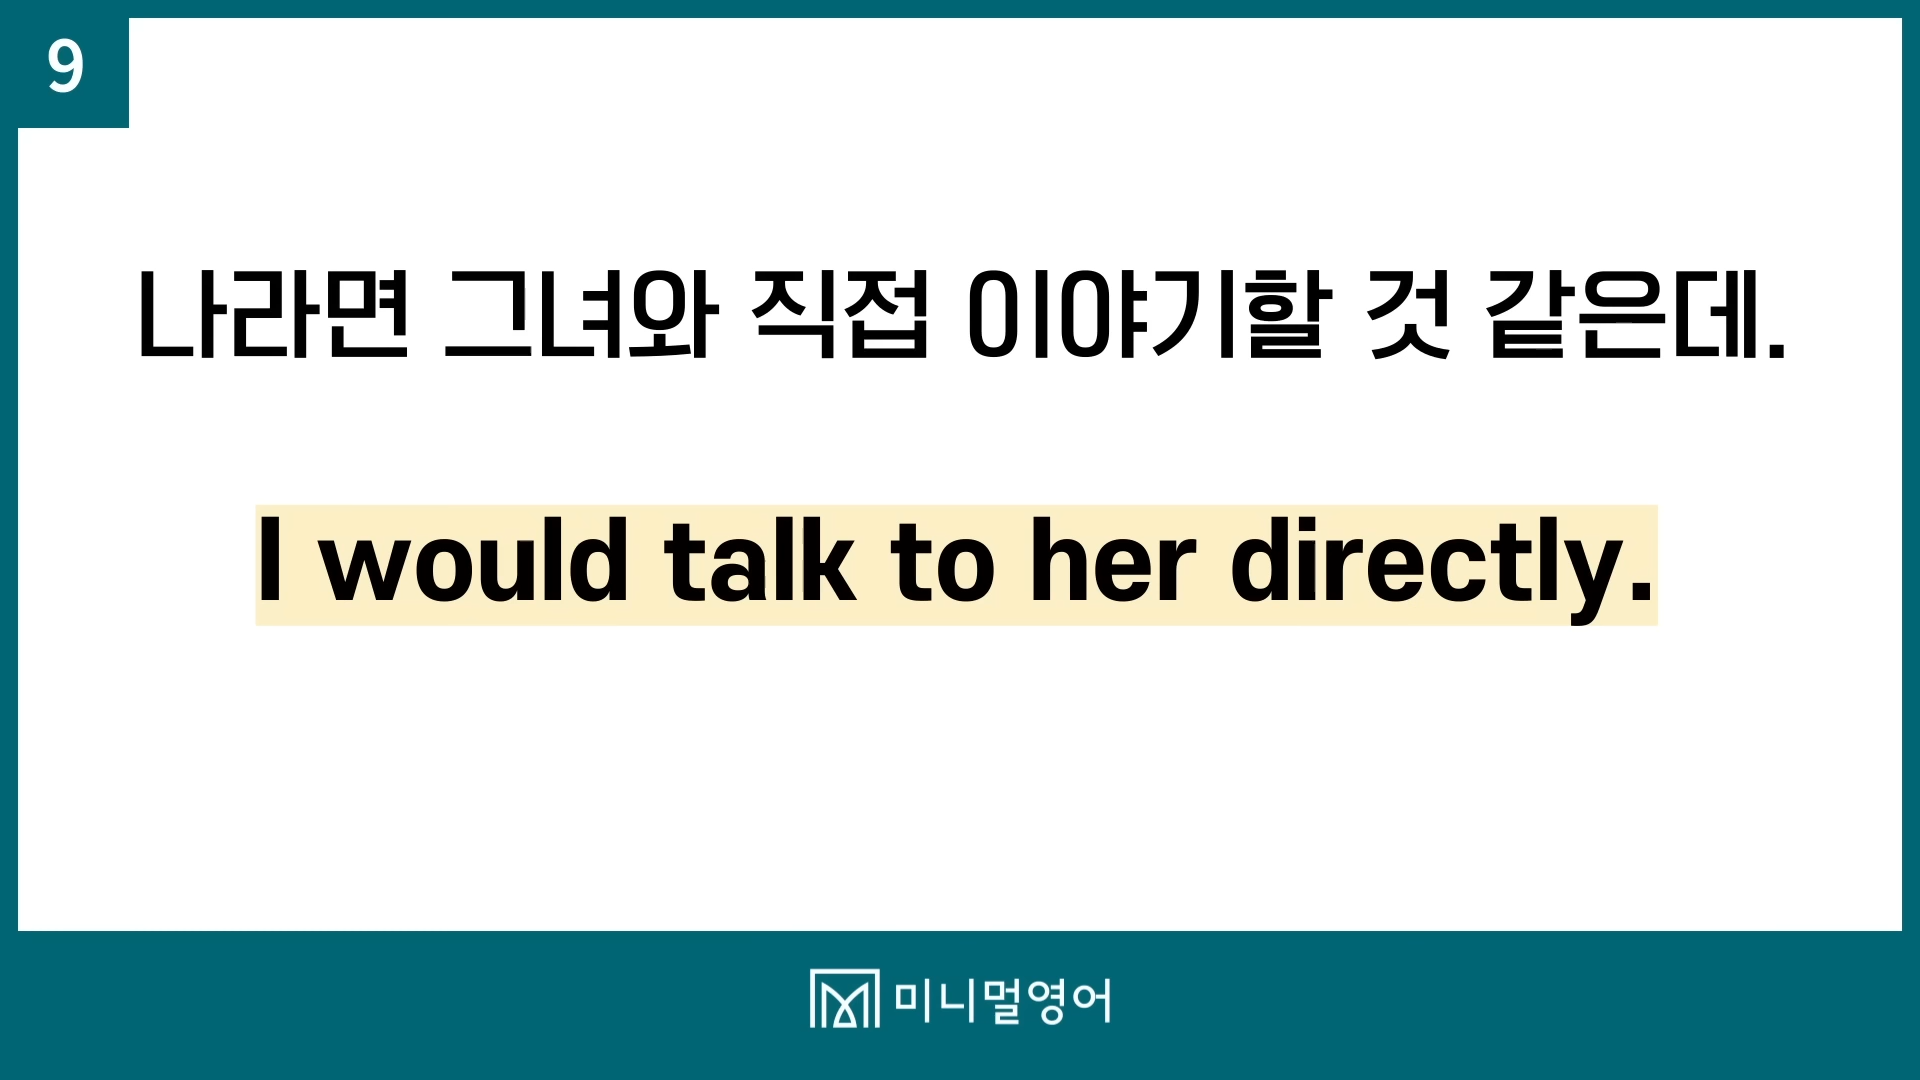 9
나라면 그녀와 직접 이야기할 것 같은데.
I would talk to her directly.
미니멀영어